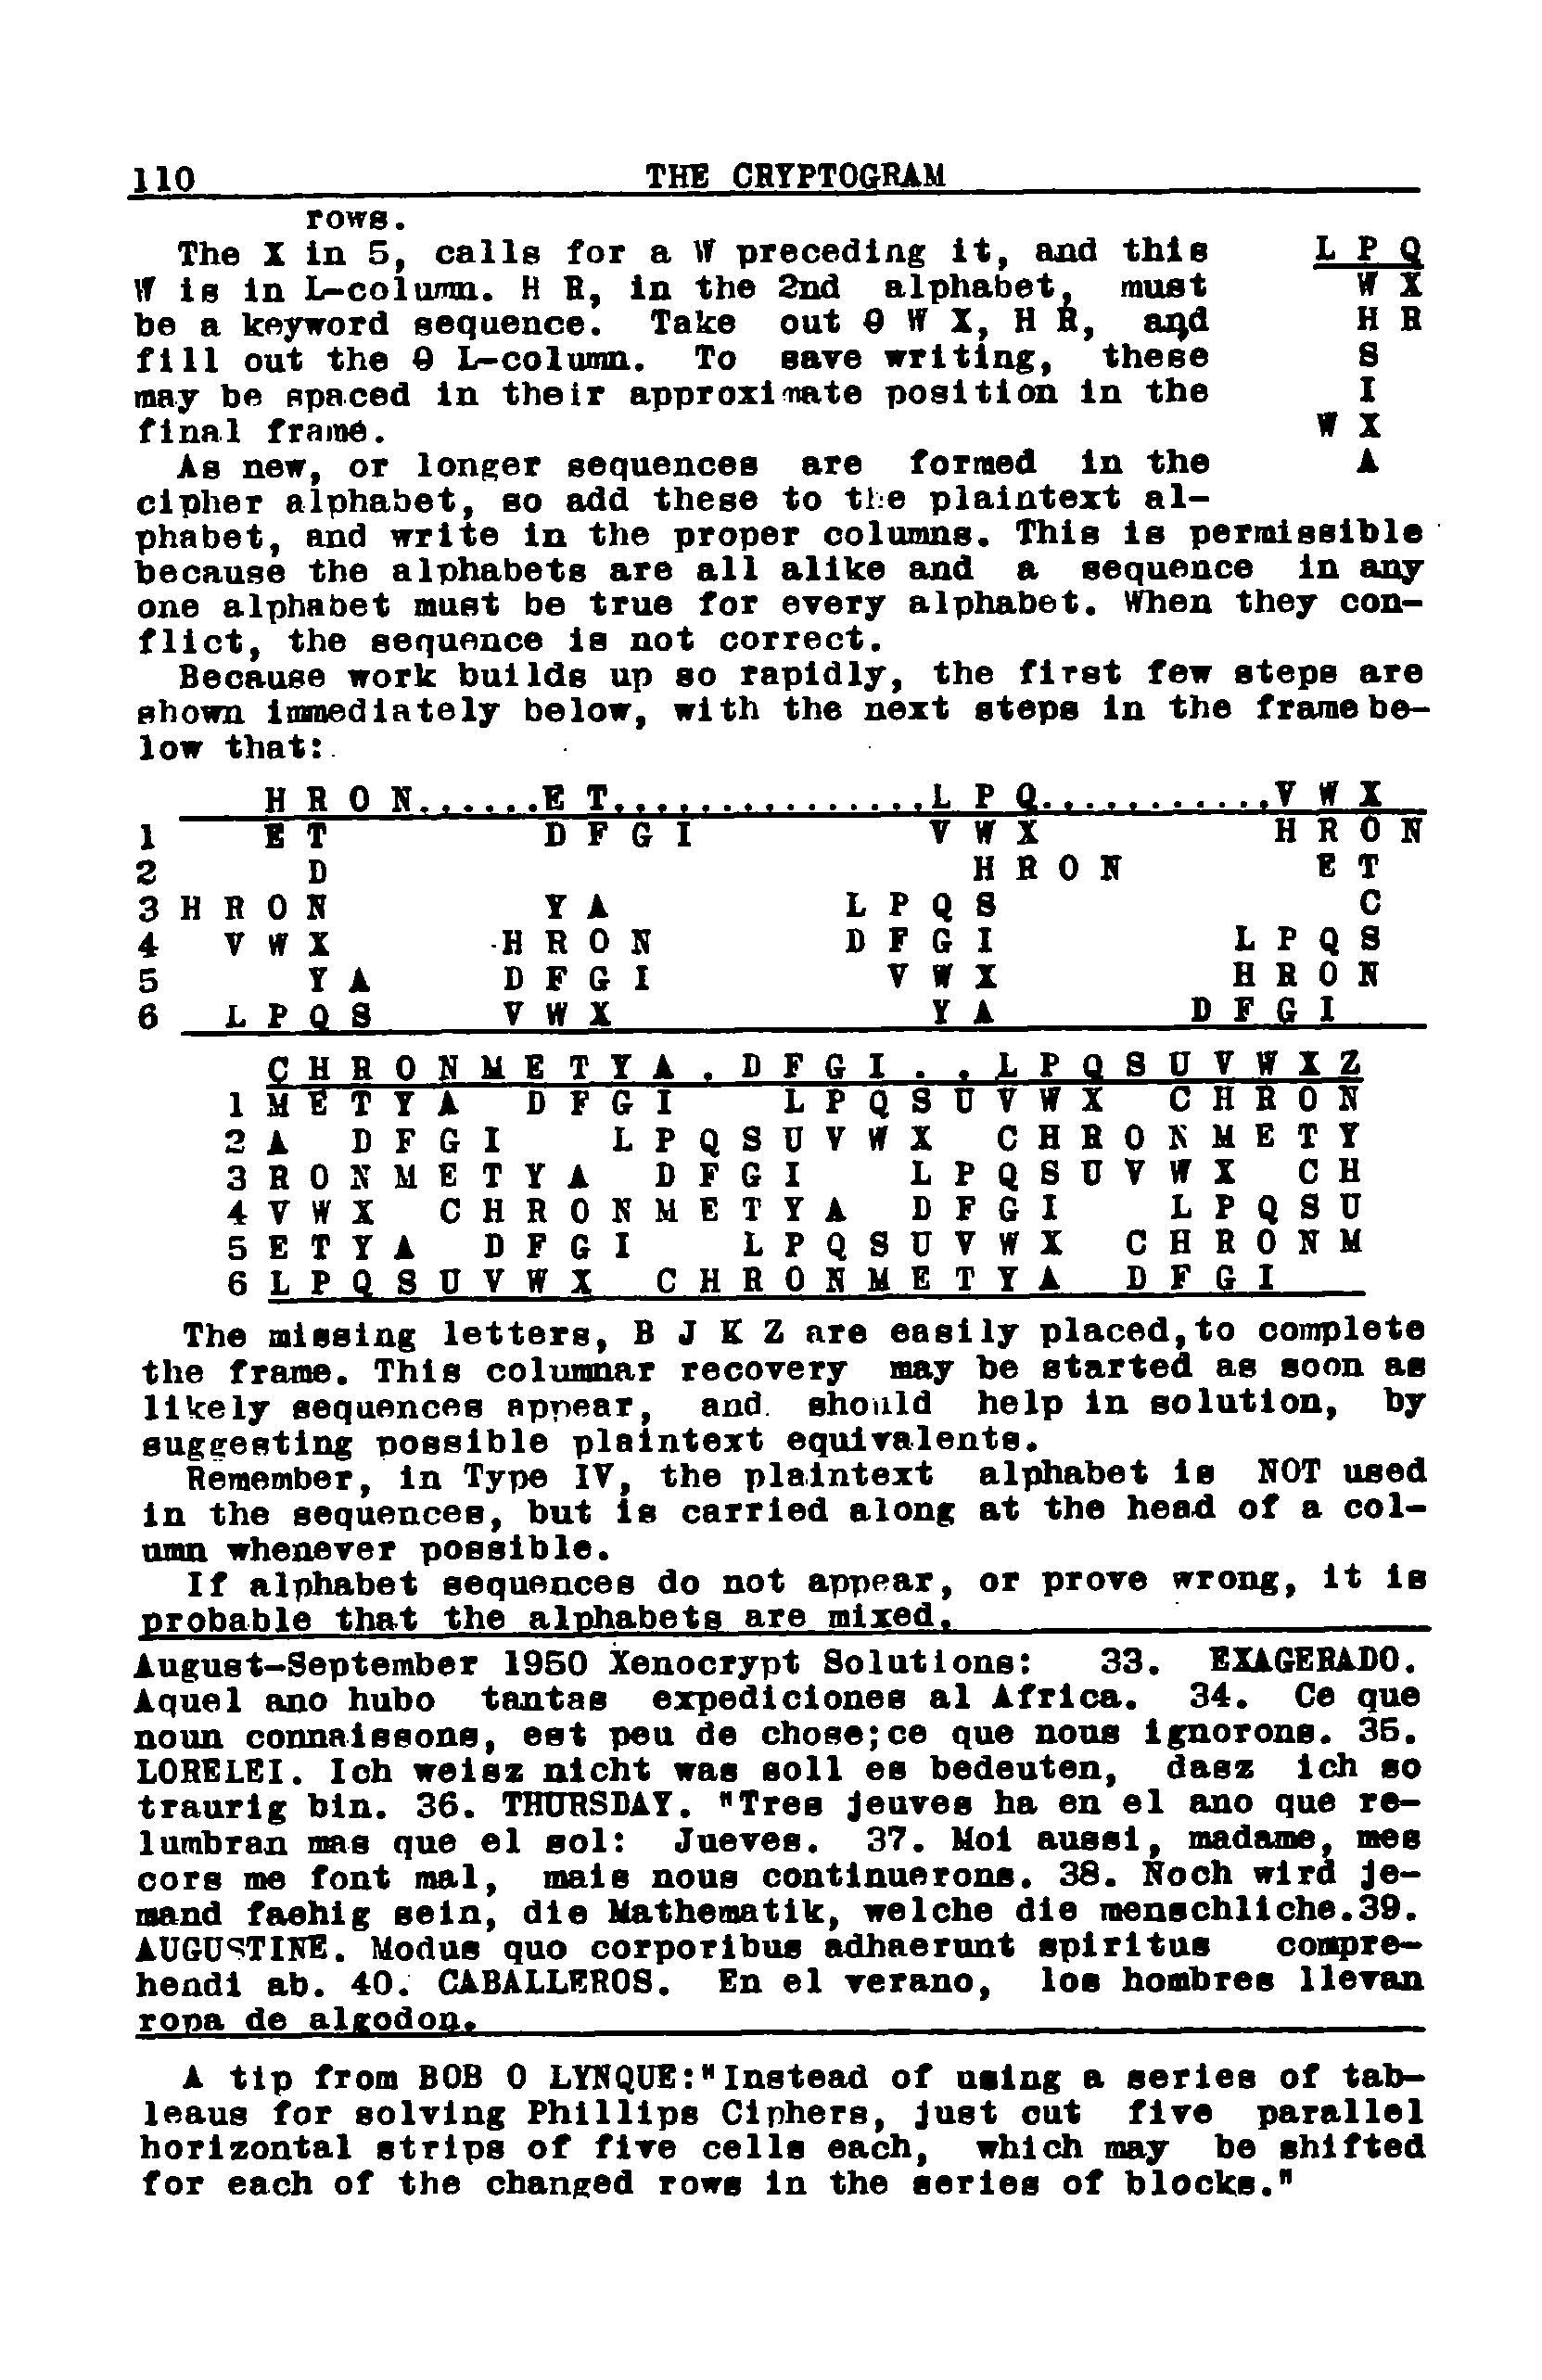 110 THE CRYPTOGRAM
rows.
The X in 5, calls for a W preceding it, and this L P Q
W is in L-column. H R, in the 2nd alphabet, must W X
be a keyword sequence. Take out Q W X, H R, and H R
fill out the Q L-column. To save writing, these S
may be spaced in their approximate position in the I
final frame. W X
As new, or longer sequences are formed in the A
cipher alphabet, so add these to the plaintext al-
phabet, and write in the proper columns. This is permissible
because the alphabets are all alike and a sequence in any
one alphabet must be true for every alphabet. When they con-
flict, the sequence is not correct.
Because work builds up so rapidly, the first few steps are
shown immediately below, with the next steps in the frame be-
low that:
H R O N......E T...............L P Q...........V W X
1 E T D F G I V W X H R O N
2 D H R O N E T
3 H R O N Y A L P Q S C
4 V W X H R O N D F G I L P Q S
5 Y A D F G I V W X H R O N
6 L P Q S V W X Y A D F G I
C H R O N M E T Y A . D F G I . . L P Q S U V W X Z
1 M E T Y A D F G I L P Q S U V W X C H R O N
2 A D F G I L P Q S U V W X C H R O N M E T Y
3 R O N M E T Y A D F G I L P Q S U V W X C H
4 V W X C H R O N M E T Y A D F G I L P Q S U
5 E T Y A D F G I L P Q S U V W X C H R O N M
6 L P Q S U V W X C H R O N M E T Y A D F G I
The missing letters, B J K Z are easily placed,to complete
the frame. This columnar recovery may be started as soon as
likely sequences appear, and should help in solution, by
suggesting possible plaintext equivalents.
Remember, in Type IV, the plaintext alphabet is NOT used
in the sequences, but is carried along at the head of a col-
umn whenever possible.
If alphabet sequences do not appear, or prove wrong, it is
probable that the alphabets are mixed.
August-September 1950 Xenocrypt Solutions: 33. EXAGERADO.
Aquel ano hubo tantas expediciones al Africa. 34. Ce que
noun connaissons, est peu de chose;ce que nous ignorons. 35.
LORELEI. Ich weisz nicht was soll es bedeuten, dasz ich so
traurig bin. 36. THURSDAY. "Tres jeuves ha en el ano que re-
lumbran mas que el sol: Jueves. 37. Moi aussi, madame, mes
cors me font mal, mais nous continuerons. 38. Noch wird je-
mand faehig sein, die Mathematik, welche die menschliche.39.
AUGUSTINE. Modus quo corporibus adhaerunt spiritus compre-
hendi ab. 40. CABALLEROS. En el verano, los hombres llevan
ropa de algodon.
A tip from BOB O LYNQUE:"Instead of using a series of tab-
leaus for solving Phillips Ciphers, just cut five parallel
horizontal strips of five cells each, which may be shifted
for each of the changed rows in the series of blocks."